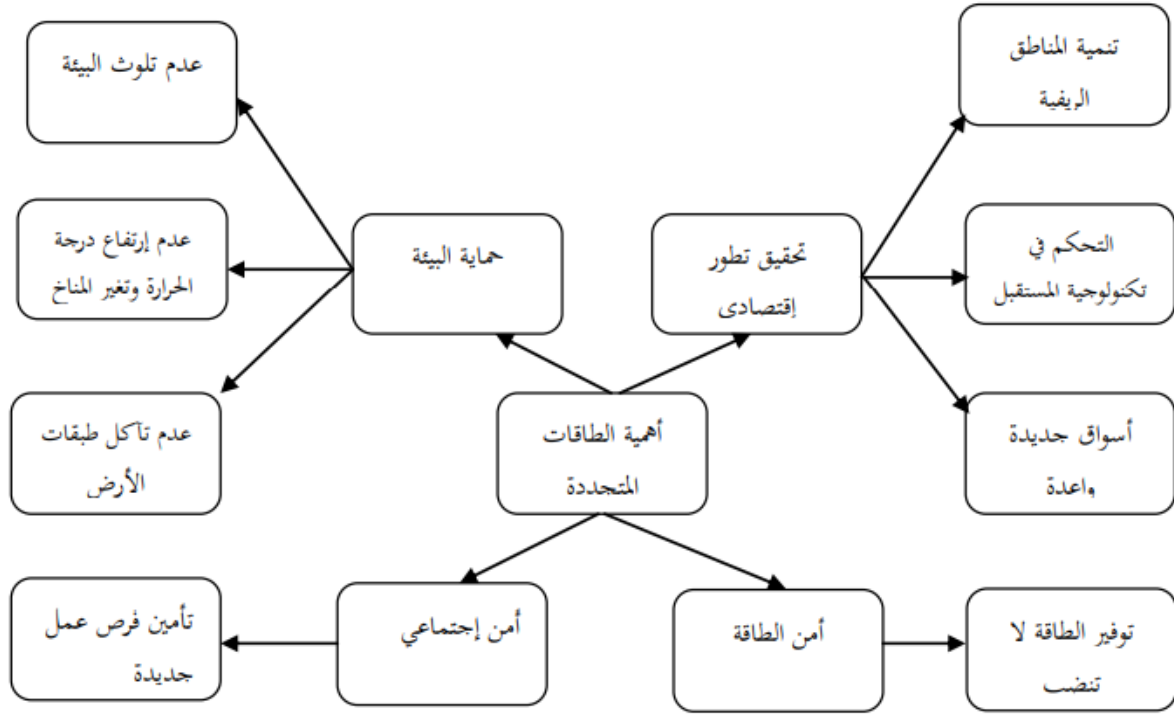 تنمية المناطق
الريفية
عدم تلوث البيئة
التحكم في
تكنولوجية المستقبل
تحقيق تطور
إقتصادى
حماية البيئة
عدم إرتفاع درجة
الحرارة وتغير المناخ
أسواق جديدة
واعدة
أهمية الطاقات
المتجددة
عدم تآكل طبقات
الأرض
توفير الطاقة لا
تنضب
أمن الطاقة
أمن إجتماعي
تأمين فرص عمل
جديدة